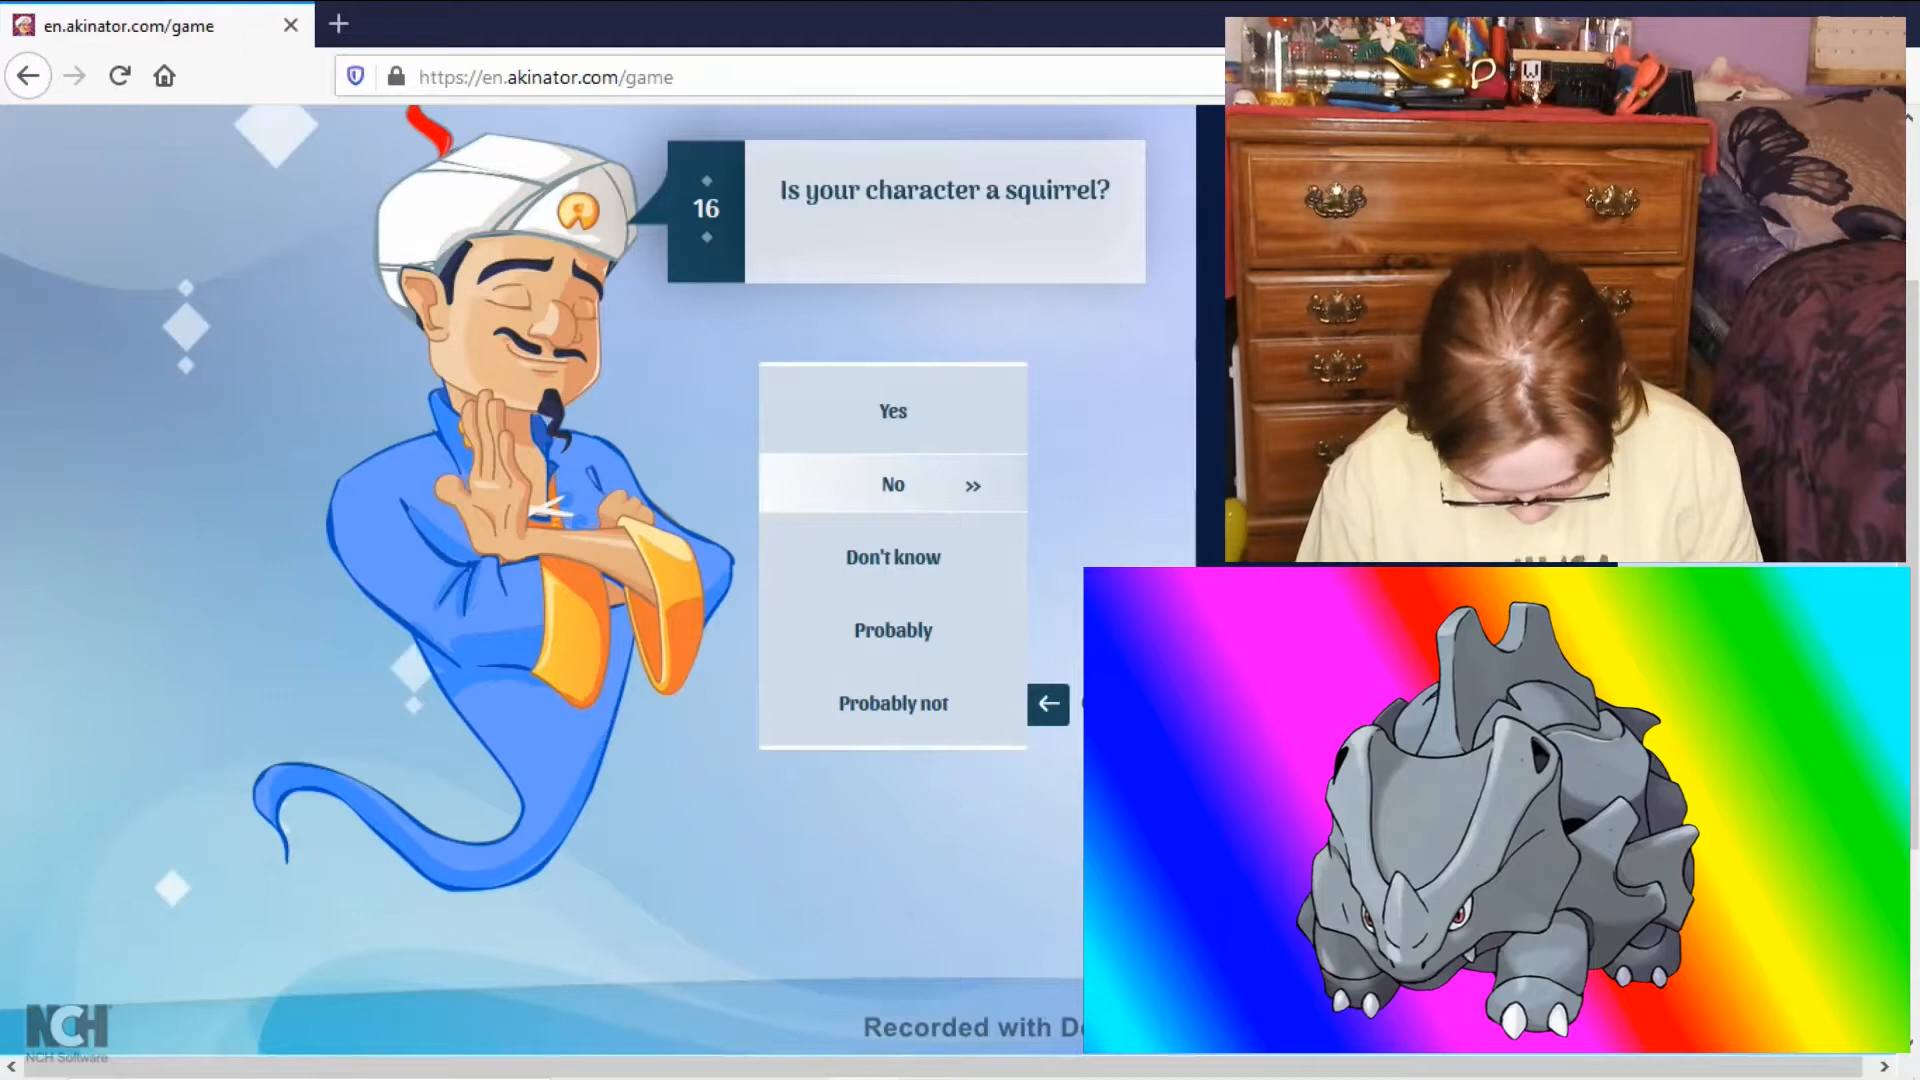 en.akinator.com/game
https://en.akinator.com/game
16
Is your character a squirrel?
Yes
No
Don't know
Probably
Probably not
W
NCH
NCH Software
Recorded with